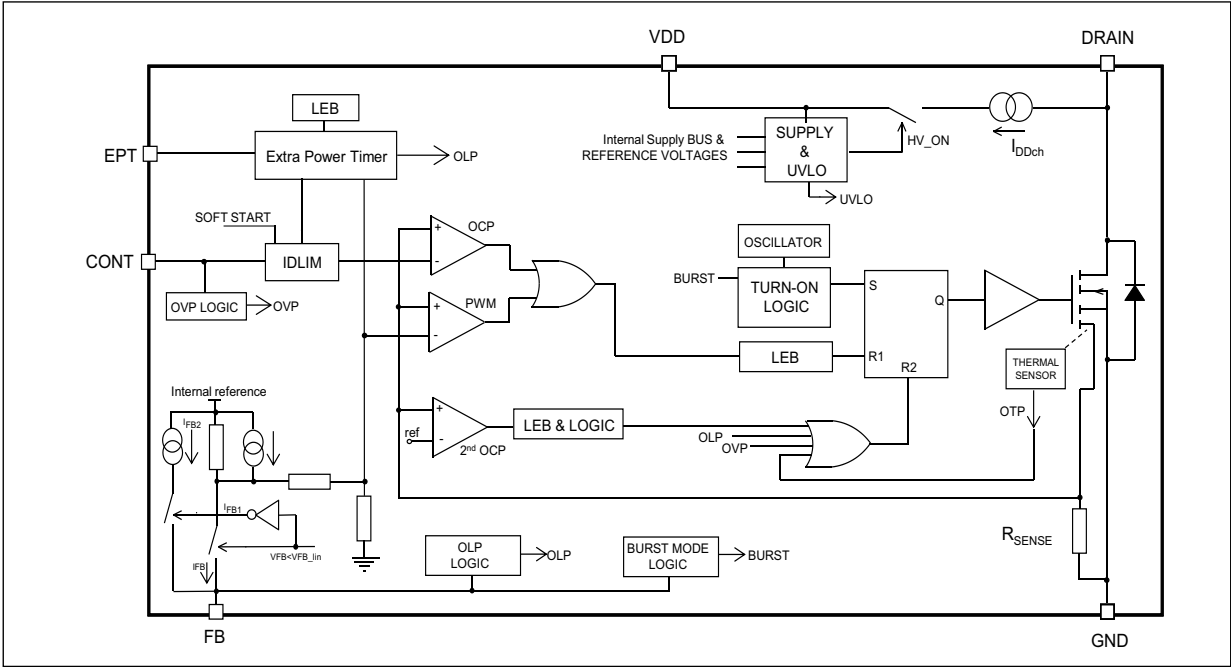 VDD
DRAIN
LEB
EPT
Extra Power Timer
OLP
Internal Supply BUS &
REFERENCE VOLTAGES
SUPPLY
&
UVLO
HV_ON
IDDch
UVLO
SOFT START
CONT
IDLIM
+
-
OCP
OVP LOGIC
OVP
+
-
PWM
OSCILLATOR
BURST
TURN-ON
LOGIC
S
Q
R1
R2
LEB
THERMAL
SENSOR
OTP
Internal reference
IFB2
ref
+
-
2nd OCP
LEB & LOGIC
OLP
OVP
IFB1
VFB<VFB_lin
IFB
RSENSE
OLP
LOGIC
OLP
BURST MODE
LOGIC
BURST
FB
GND